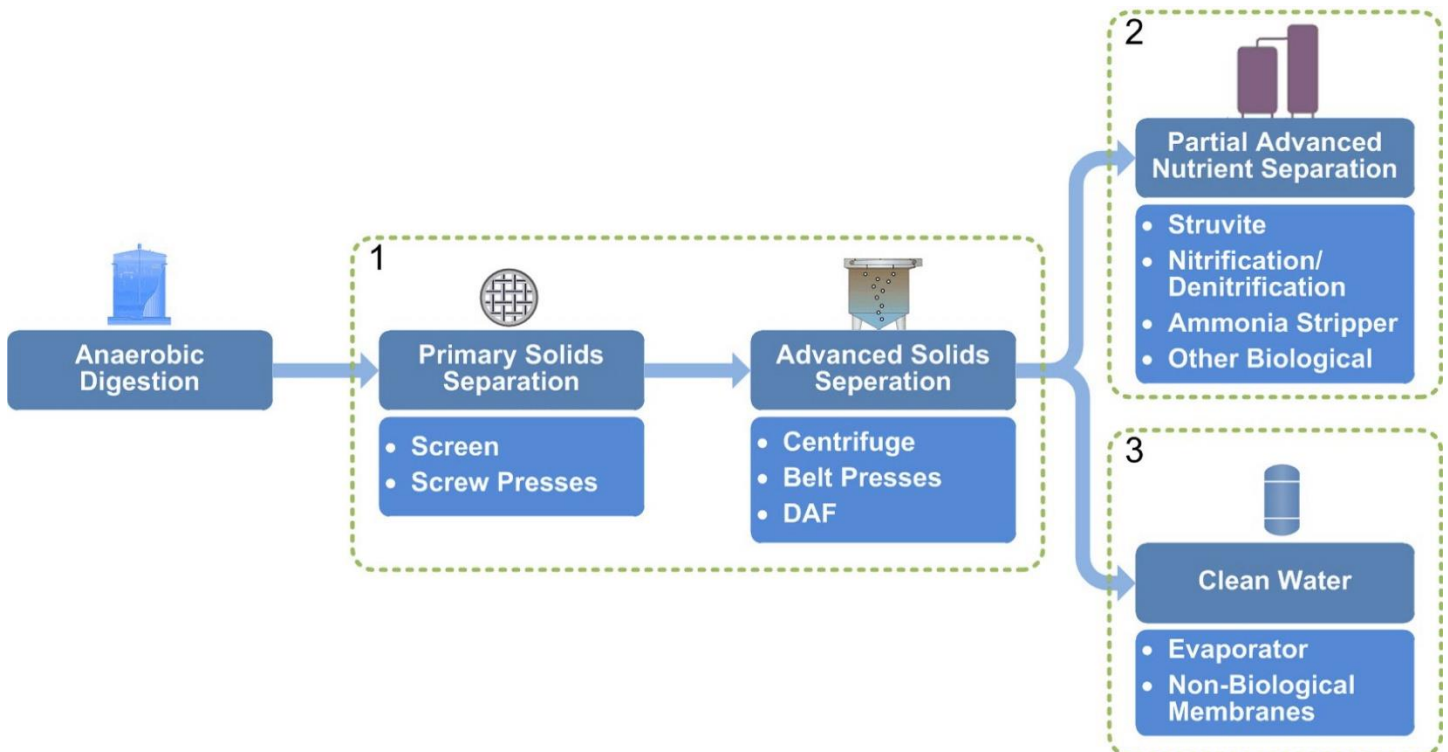 Anaerobic
Digestion
1
Primary Solids
Separation
• Screen
• Screw Presses
Advanced Solids
Seperation
• Centrifuge
• Belt Presses
• DAF
2
Partial Advanced
Nutrient Separation
• Struvite
• Nitrification/
Denitrification
• Ammonia Stripper
• Other Biological
3
Clean Water
• Evaporator
• Non-Biological
Membranes